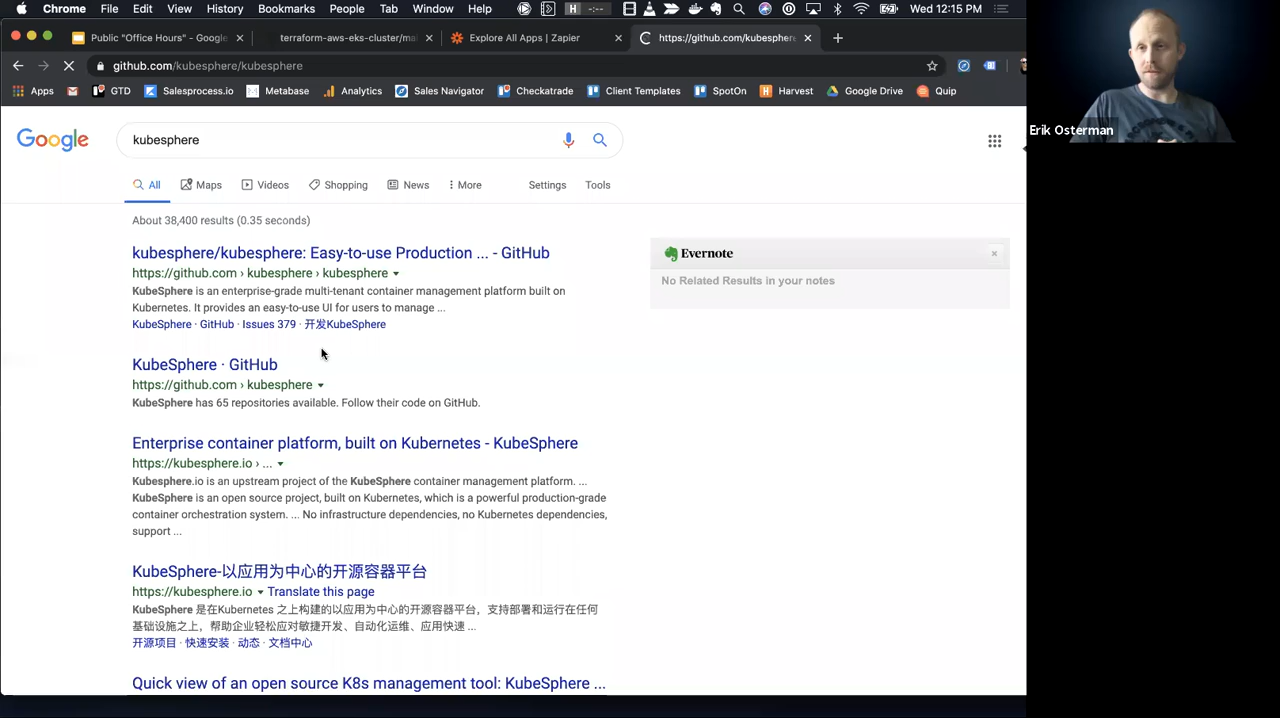 Chrome File Edit View History Bookmarks People Tab Window Help Wed 12:15 PM
Public "Office Hours" - Google terraform-aws-eks-cluster/ma Explore All Apps | Zapier https://github.com/kubesphere
github.com/kubesphere/kubesphere
Apps GTD Salesprocess.io Metabase Analytics Sales Navigator Checkatrade Client Templates SpotOn Harvest Google Drive Quip
Erik Osterman
Google kubesphere
All Maps Videos Shopping News More Settings Tools
About 38,400 results (0.35 seconds)
kubesphere/kubesphere: Easy-to-use Production ... - GitHub
https://github.com › kubesphere › kubesphere
KubeSphere is an enterprise-grade multi-tenant container management platform built on
Kubernetes. It provides an easy-to-use UI for users to manage ...
KubeSphere · GitHub · Issues 379 · 开发KubeSphere
Evernote
No Related Results in your notes
KubeSphere · GitHub
https://github.com › kubesphere
KubeSphere has 65 repositories available. Follow their code on GitHub.
Enterprise container platform, built on Kubernetes - KubeSphere
https://kubesphere.io › ...
Kubesphere.io is an upstream project of the KubeSphere container management platform. ...
KubeSphere is an open source project, built on Kubernetes, which is a powerful production-grade
container orchestration system. ... No infrastructure dependencies, no Kubernetes dependencies,
support ...
KubeSphere-以应用为中心的开源容器平台
https://kubesphere.io Translate this page
KubeSphere 是在Kubernetes 之上构建的以应用为中心的开源容器平台，支持部署和运行在任何
基础设施之上，帮助企业轻松应对敏捷开发、自动化运维、应用快速 ...
开源项目 · 快速安装 · 动态 · 文档中心
Quick view of an open source K8s management tool: KubeSphere ...